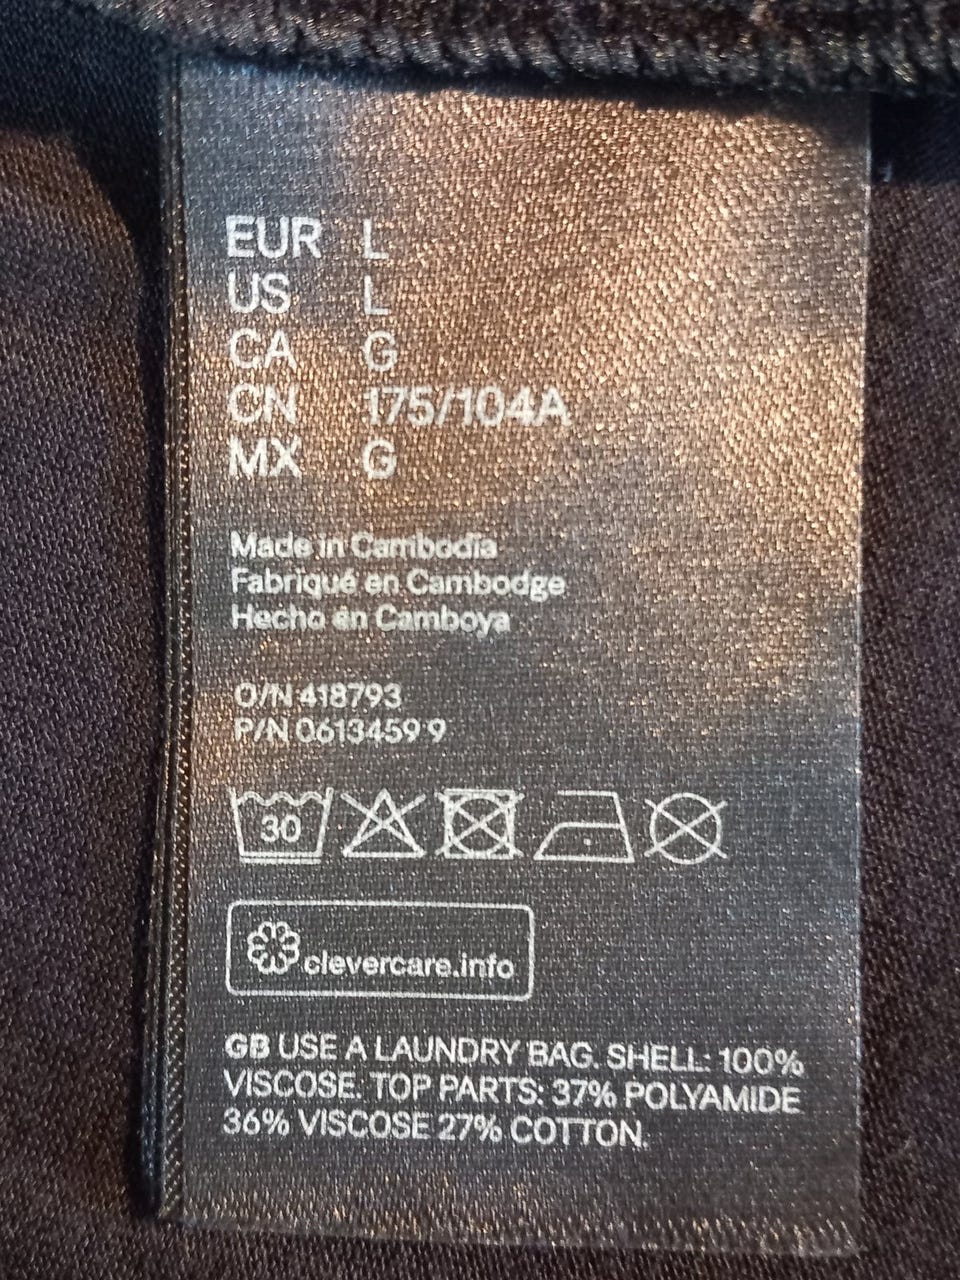 EUR L
US L
CA G
CN 175/104A
MX G
Made in Cambodia
Fabriqué en Cambodge
Hecho en Camboya
O/N 418793
P/N 0613459 9
30
clevercare.info
GB USE A LAUNDRY BAG. SHELL: 100%
VISCOSE. TOP PARTS: 37% POLYAMIDE
36% VISCOSE 27% COTTON.